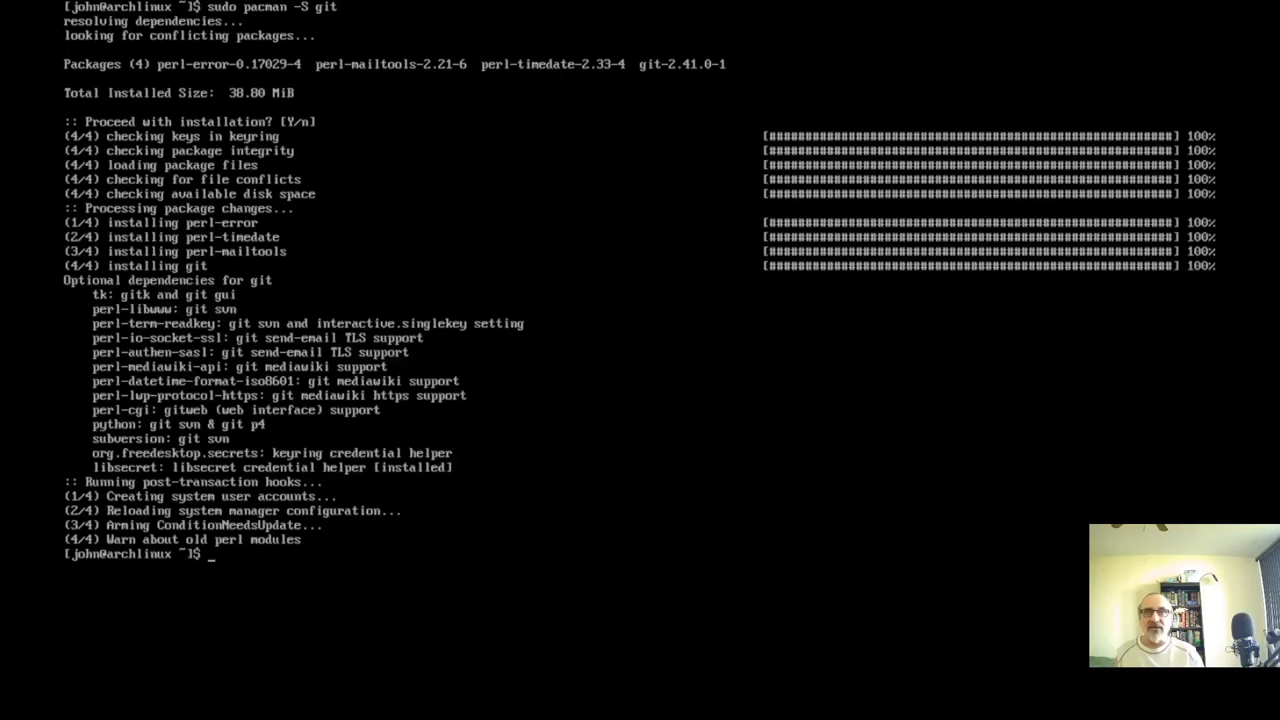 [john@archlinux ~]$ sudo pacman -S git
resolving dependencies...
looking for conflicting packages...
Packages (4) perl-error-0.17029-4  perl-mailtools-2.21-6  perl-timedate-2.33-4  git-2.41.0-1
Total Installed Size:  38.80 MiB
:: Proceed with installation? [Y/n]
(4/4) checking keys in keyring [########################################################] 100%
(4/4) checking package integrity [########################################################] 100%
(4/4) loading package files [########################################################] 100%
(4/4) checking for file conflicts [########################################################] 100%
(4/4) checking available disk space [########################################################] 100%
:: Processing package changes...
(1/4) installing perl-error [########################################################] 100%
(2/4) installing perl-timedate [########################################################] 100%
(3/4) installing perl-mailtools [########################################################] 100%
(4/4) installing git [########################################################] 100%
Optional dependencies for git
    tk: gitk and git gui
    perl-libwww: git svn
    perl-term-readkey: git svn and interactive.singlekey setting
    perl-io-socket-ssl: git send-email TLS support
    perl-authen-sasl: git send-email TLS support
    perl-mediawiki-api: git mediawiki support
    perl-datetime-format-iso8601: git mediawiki support
    perl-lwp-protocol-https: git mediawiki https support
    perl-cgi: gitweb (web interface) support
    python: git svn & git p4
    subversion: git svn
    org.freedesktop.secrets: keyring credential helper
    libsecret: libsecret credential helper [installed]
:: Running post-transaction hooks...
(1/4) Creating system user accounts...
(2/4) Reloading system manager configuration...
(3/4) Arming ConditionNeedsUpdate...
(4/4) Warn about old perl modules
[john@archlinux ~]$ _